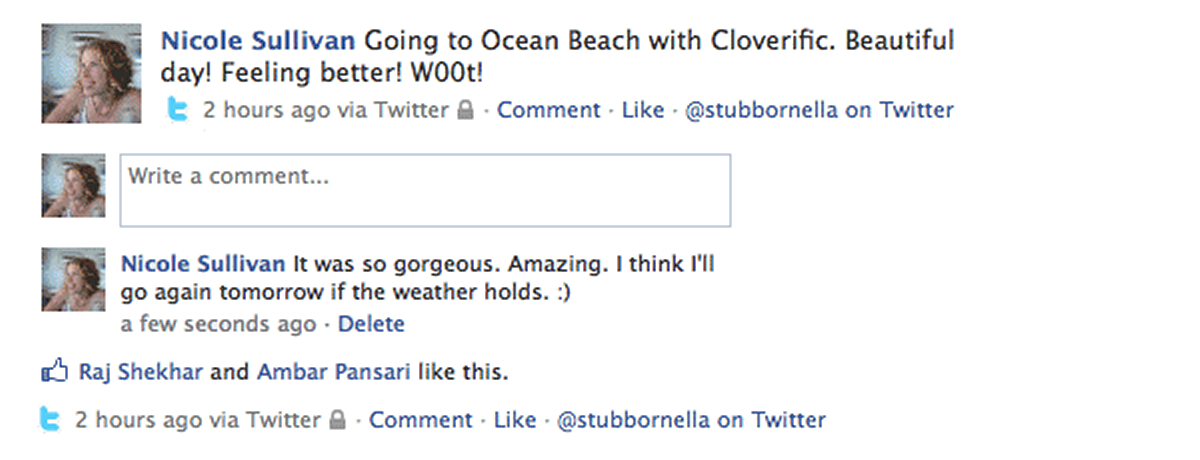 Nicole Sullivan Going to Ocean Beach with Cloverific. Beautiful
day! Feeling better! W00t!
2 hours ago via Twitter · Comment · Like · @stubbornella on Twitter
Write a comment...
Nicole Sullivan It was so gorgeous. Amazing. I think I'll
go again tomorrow if the weather holds. :)
a few seconds ago · Delete
Raj Shekhar and Ambar Pansari like this.
2 hours ago via Twitter · Comment · Like · @stubbornella on Twitter